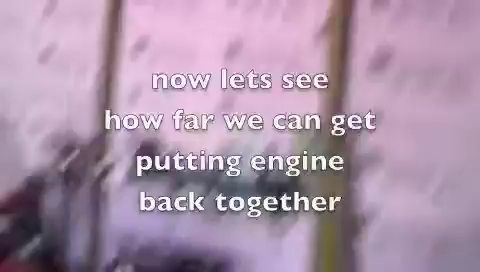 now lets see
how far we can get
putting engine
back together